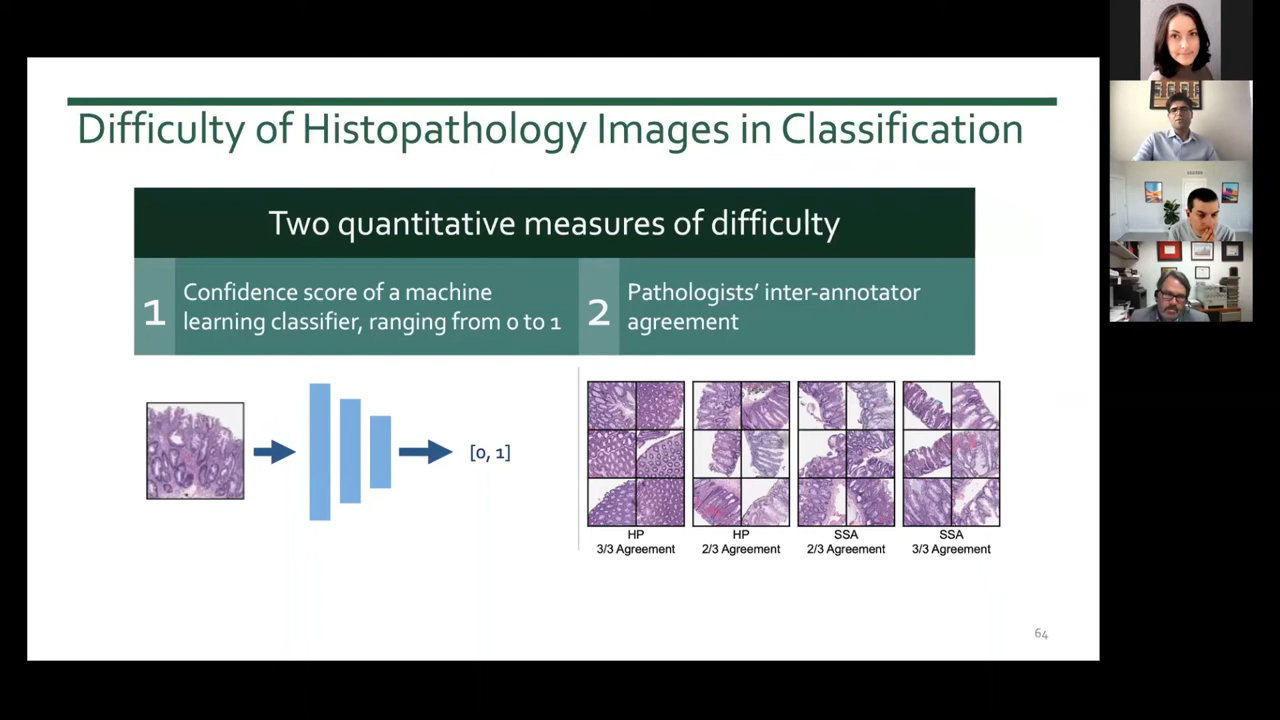 Difficulty of Histopathology Images in Classification
Two quantitative measures of difficulty
1
Confidence score of a machine
learning classifier, ranging from 0 to 1
2
Pathologists' inter-annotator
agreement
[0, 1]
HP
3/3 Agreement
HP
2/3 Agreement
SSA
2/3 Agreement
SSA
3/3 Agreement
64